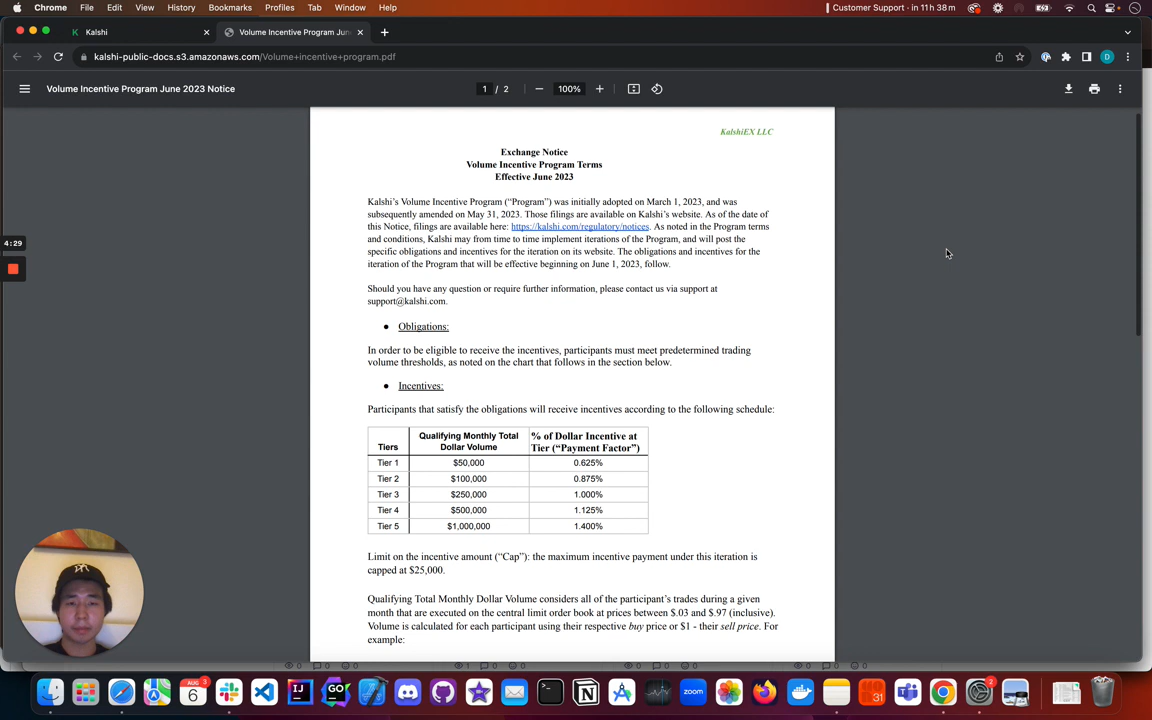 Chrome File Edit View History Bookmarks Profiles Tab Window Help
Customer Support - in 11 h 38 m
Kalshi
Volume Incentive Program Jun
kalshi-public-docs.s3.amazonaws.com/Volume+incentive+program.pdf
Volume Incentive Program June 2023 Notice
1 / 2
100%
KalshiEX LLC
Exchange Notice
Volume Incentive Program Terms
Effective June 2023
Kalshi's Volume Incentive Program (“Program”) was initially adopted on March 1, 2023, and was
subsequently amended on May 31, 2023. Those filings are available on Kalshi's website. As of the date of
this Notice, filings are available here: https://kalshi.com/regulatory/notices. As noted in the Program terms
and conditions, Kalshi may from time to time implement iterations of the Program, and will post the
specific obligations and incentives for the iteration on its website. The obligations and incentives for the
iteration of the Program that will be effective beginning on June 1, 2023, follow.
Should you have any question or require further information, please contact us via support at
support@kalshi.com.
● Obligations:
In order to be eligible to receive the incentives, participants must meet predetermined trading
volume thresholds, as noted on the chart that follows in the section below.
● Incentives:
Participants that satisfy the obligations will receive incentives according to the following schedule:
Tiers Qualifying Monthly Total Dollar Volume % of Dollar Incentive at Tier (“Payment Factor”)
Tier 1 $50,000 0.625%
Tier 2 $100,000 0.875%
Tier 3 $250,000 1.000%
Tier 4 $500,000 1.125%
Tier 5 $1,000,000 1.400%
Limit on the incentive amount (“Cap”): the maximum incentive payment under this iteration is
capped at $25,000.
Qualifying Total Monthly Dollar Volume considers all of the participant's trades during a given
month that are executed on the central limit order book at prices between $.03 and $.97 (inclusive).
Volume is calculated for each participant using their respective buy price or $1 - their sell price. For
example:
4:29
D
AUG
6
3
GO
zoom
31
2